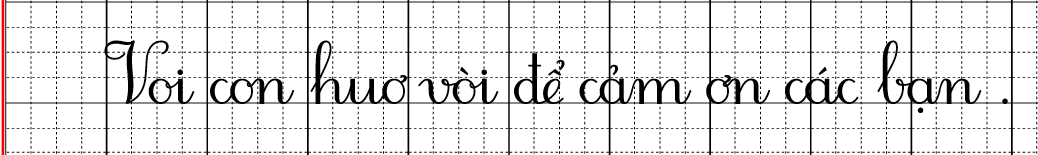 Voi con huơ vòi để cảm ơn các bạn .